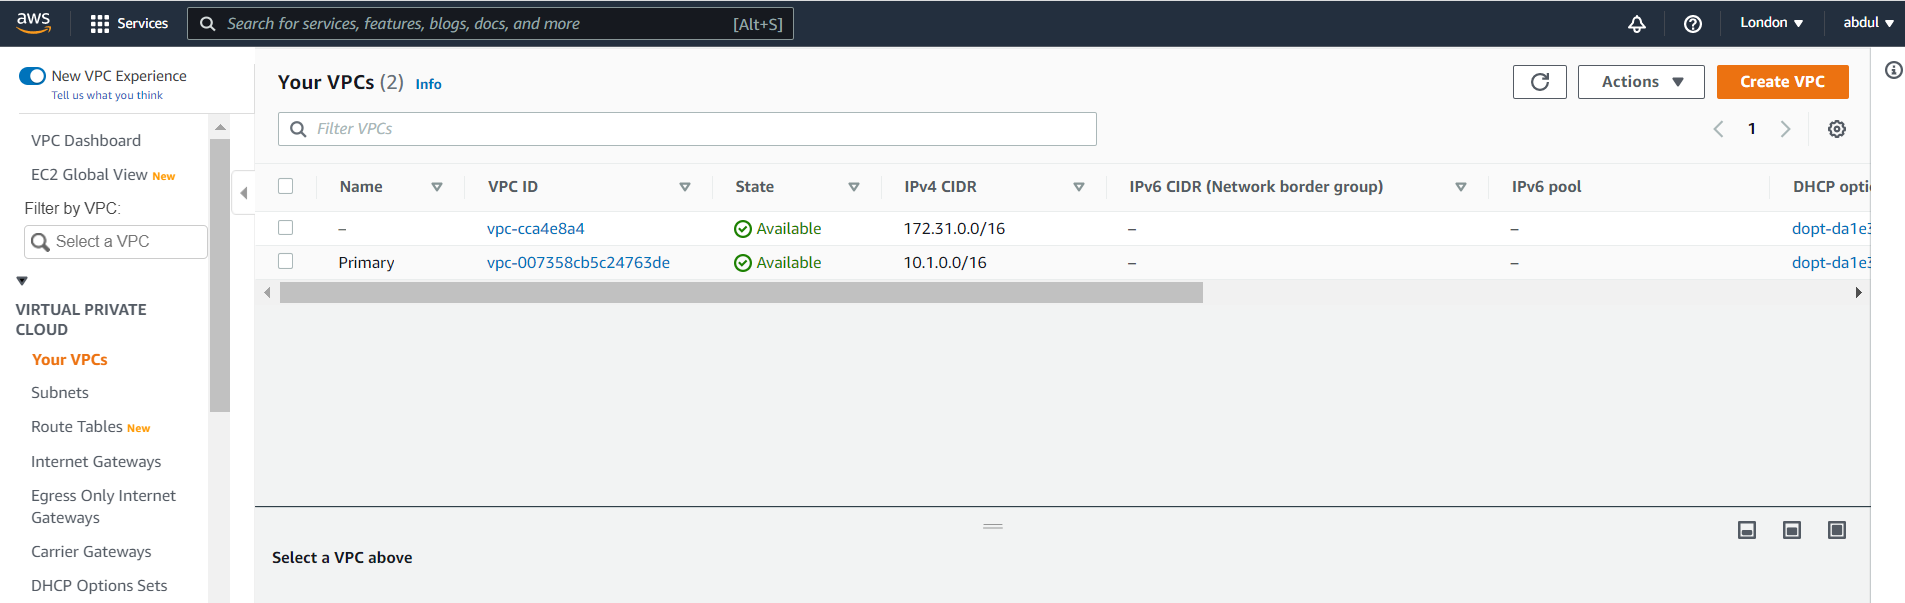 aws Services Search for services, features, blogs, docs, and more [Alt+S] London abdul
New VPC Experience
Tell us what you think
VPC Dashboard
EC2 Global View New
Filter by VPC:
Select a VPC
VIRTUAL PRIVATE
CLOUD
Your VPCs
Subnets
Route Tables New
Internet Gateways
Egress Only Internet
Gateways
Carrier Gateways
DHCP Options Sets
Your VPCs (2) Info
Actions Create VPC
Filter VPCs
1
Name VPC ID State IPv4 CIDR IPv6 CIDR (Network border group) IPv6 pool DHCP opti
– vpc-cca4e8a4 Available 172.31.0.0/16 – – dopt-da1e3
Primary vpc-007358cb5c24763de Available 10.1.0.0/16 – – dopt-da1e3
Select a VPC above